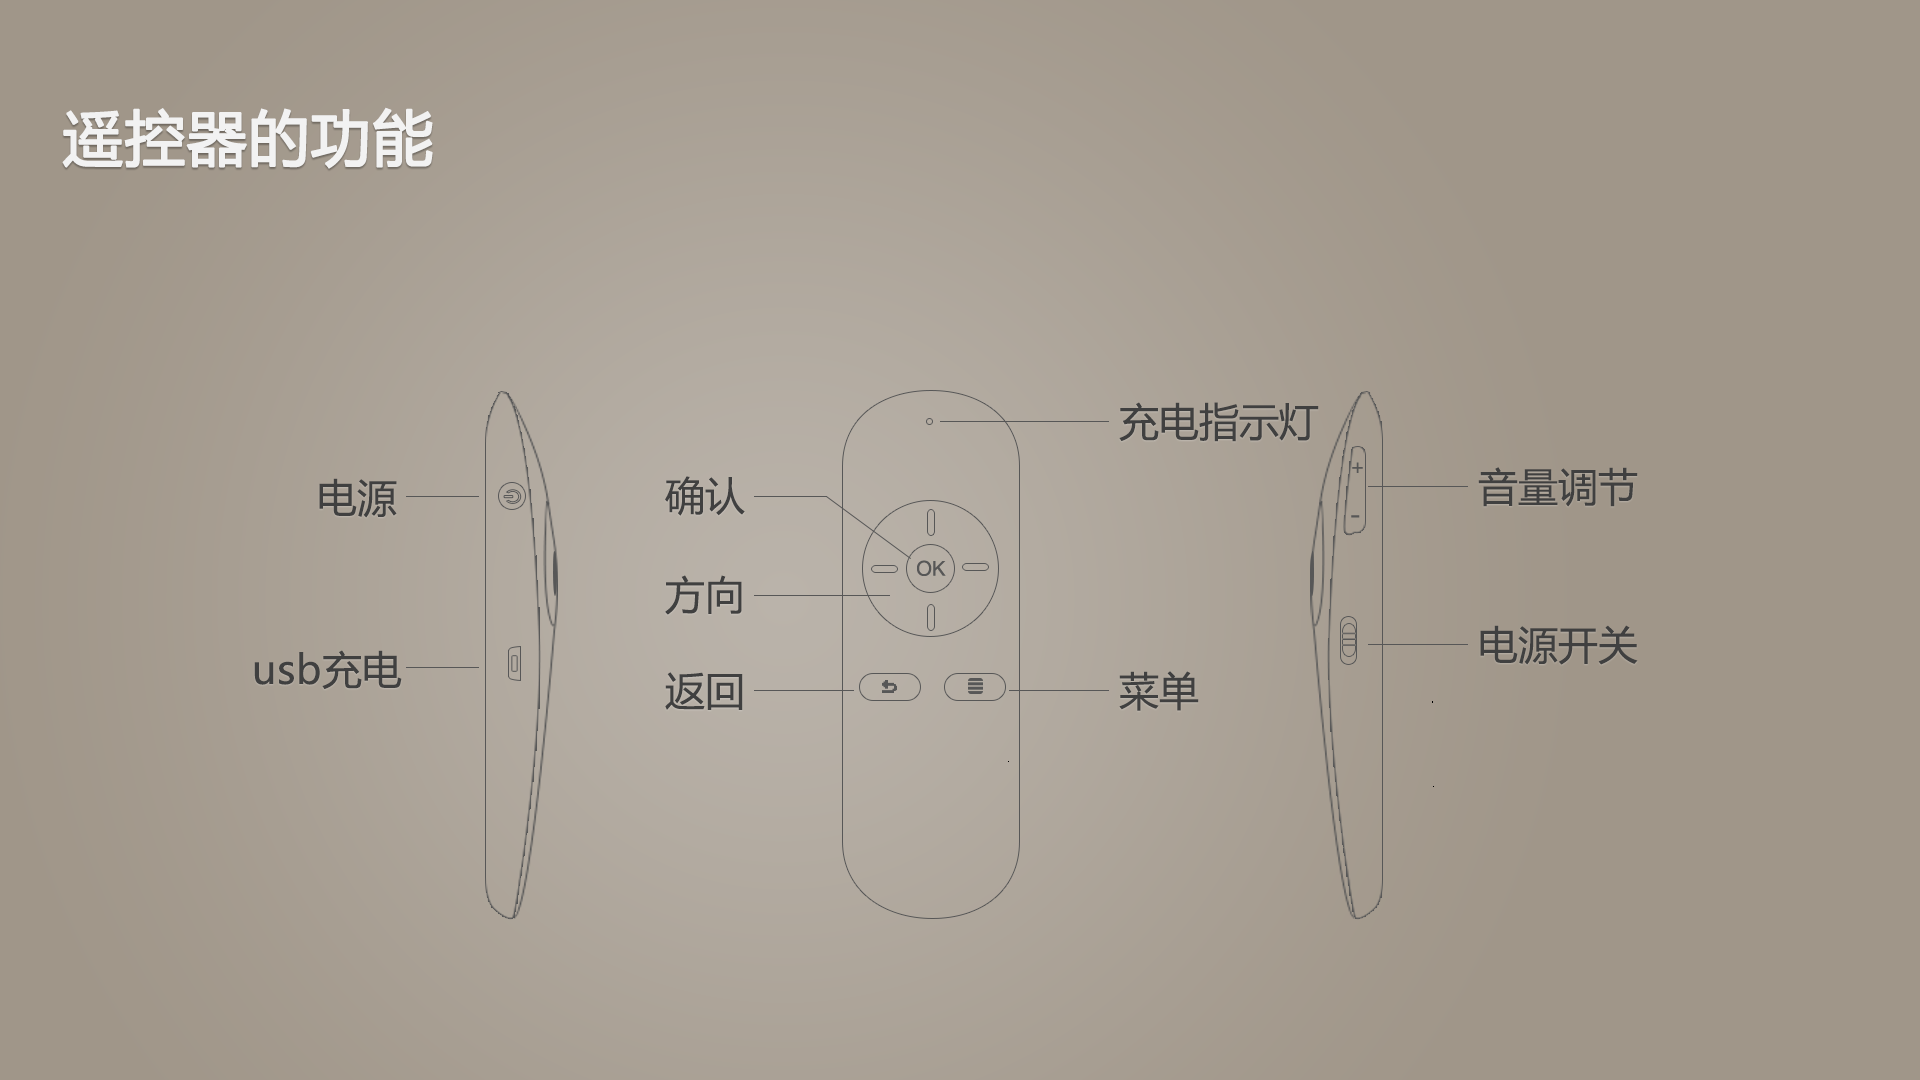 遥控器的功能
充电指示灯
电源
确认
音量调节
+
-
OK
方向
usb充电
返回
菜单
电源开关